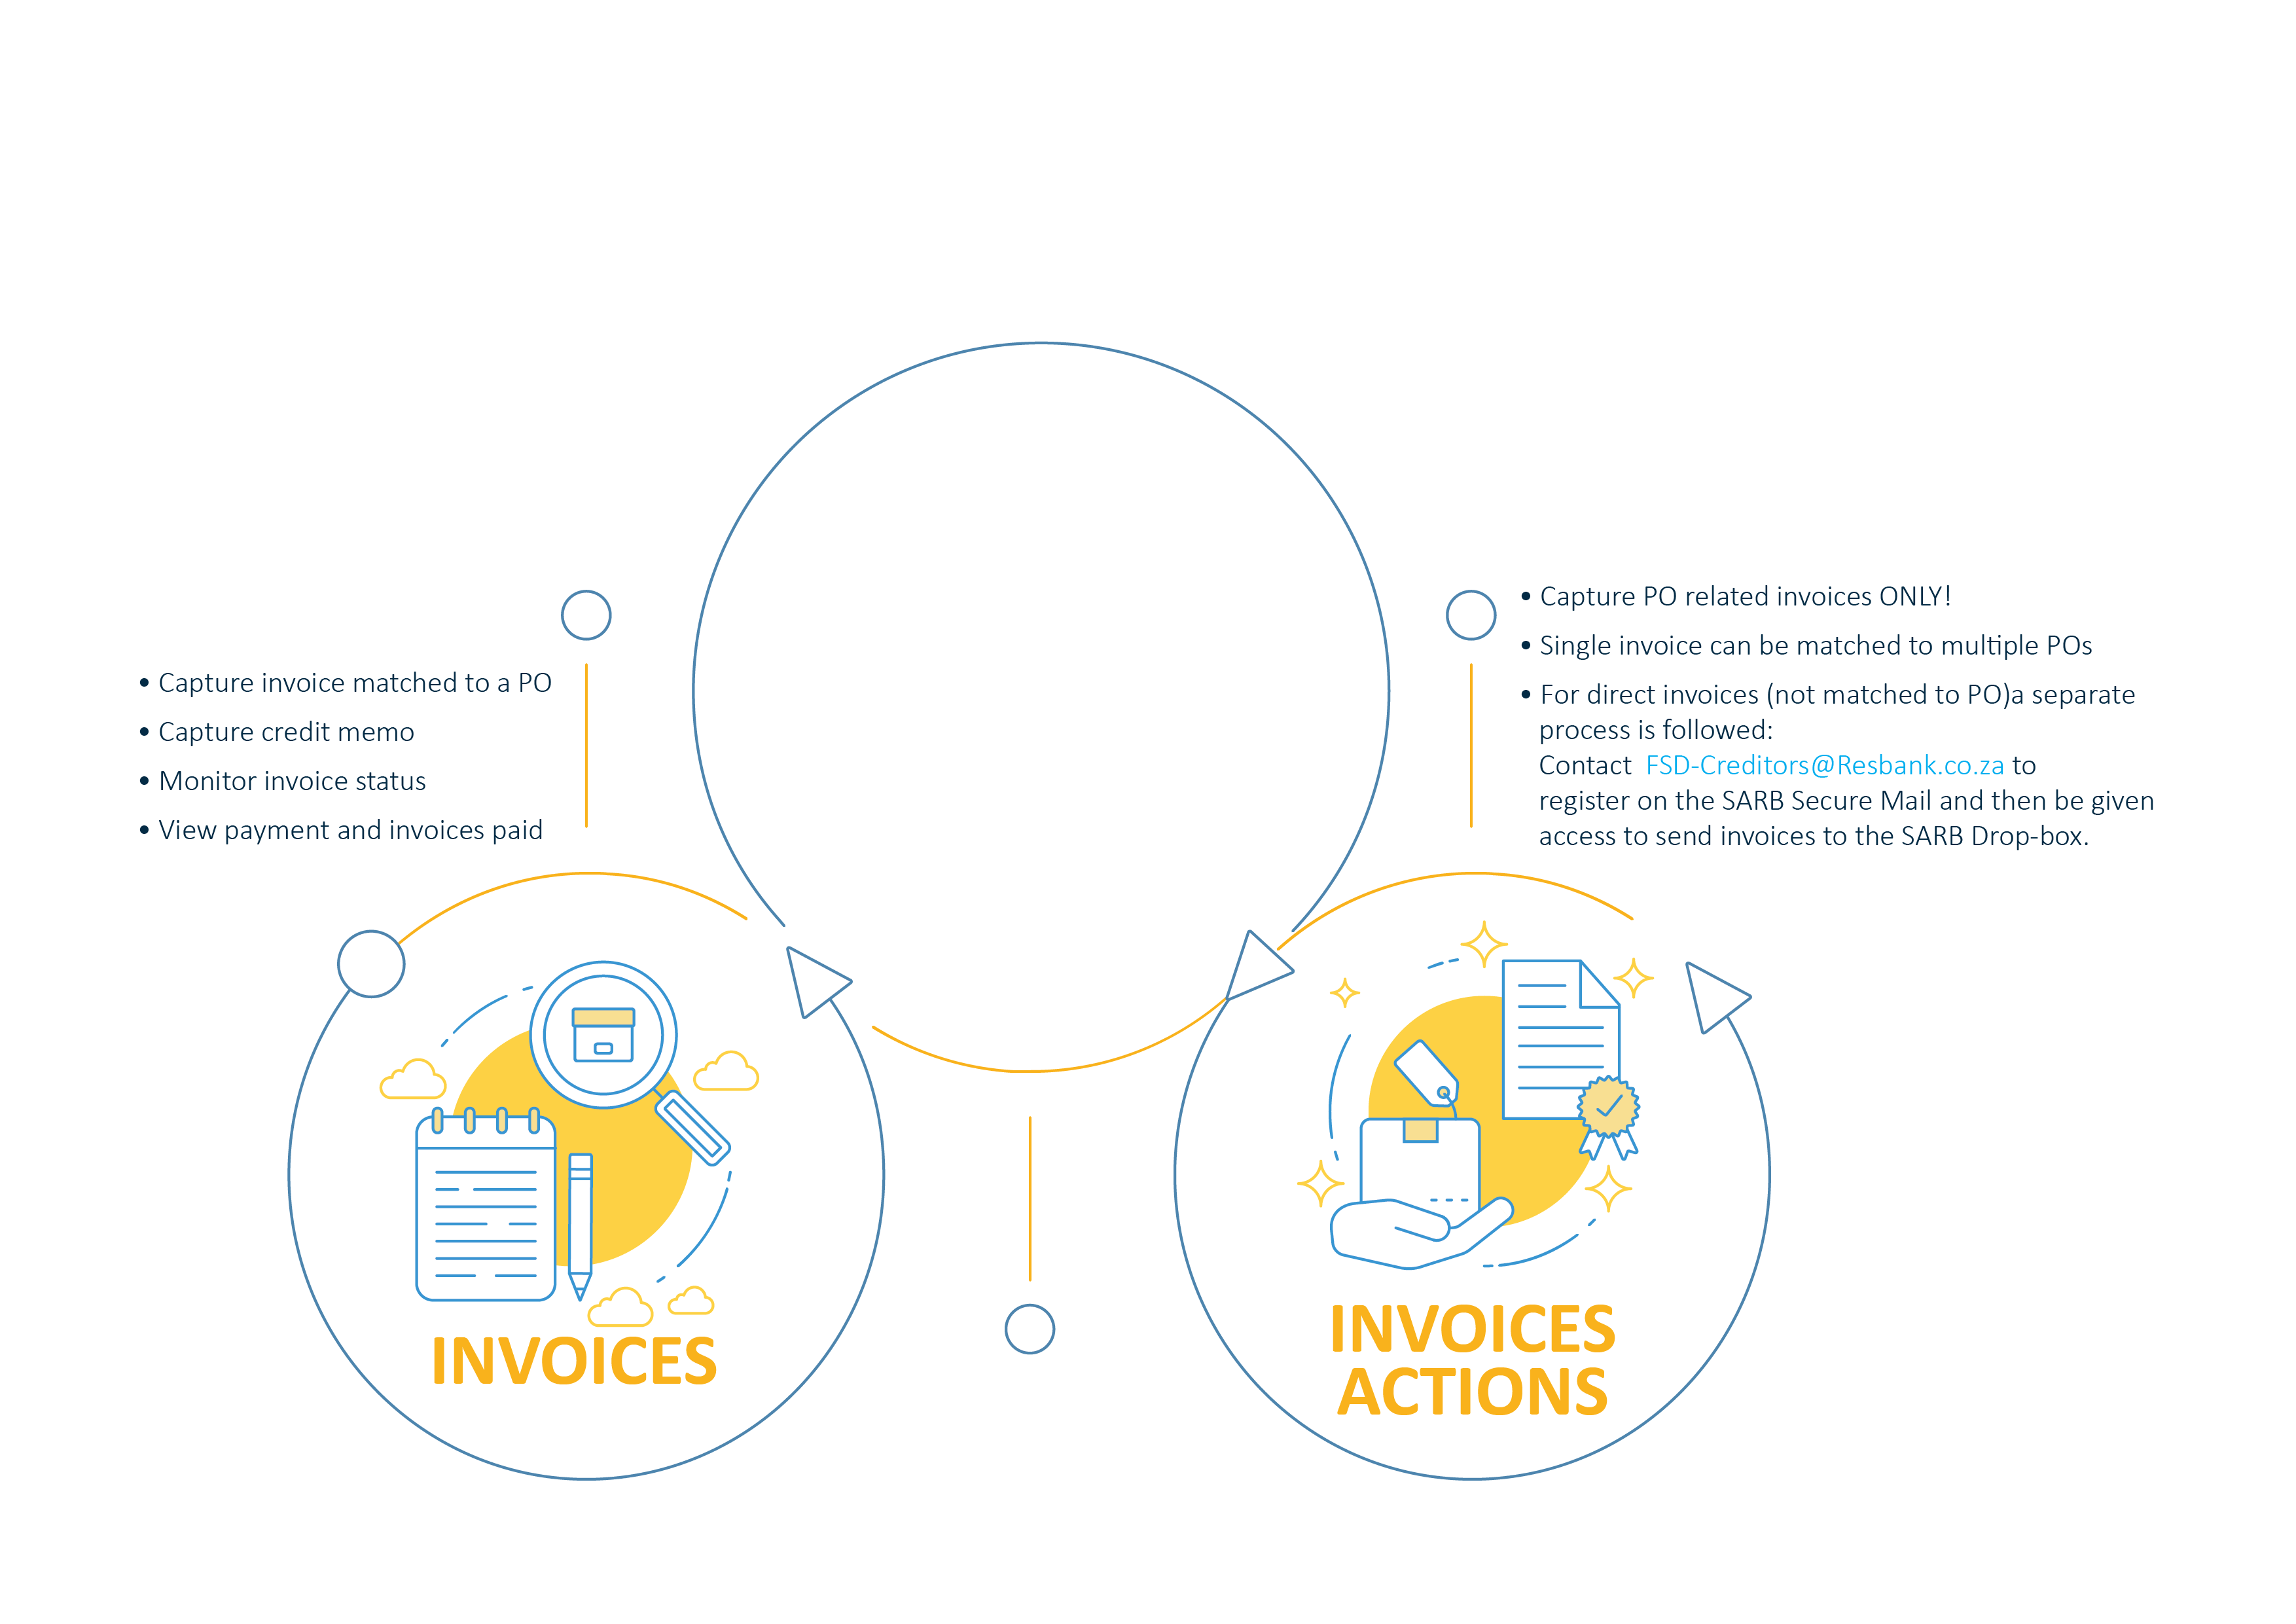 • Capture invoice matched to a PO
• Capture credit memo
• Monitor invoice status
• View payment and invoices paid
INVOICES
• Capture PO related invoices ONLY!
• Single invoice can be matched to multiple POs
• For direct invoices (not matched to PO)a separate
process is followed:
Contact FSD-Creditors@Resbank.co.za to
register on the SARB Secure Mail and then be given
access to send invoices to the SARB Drop-box.
INVOICES
ACTIONS